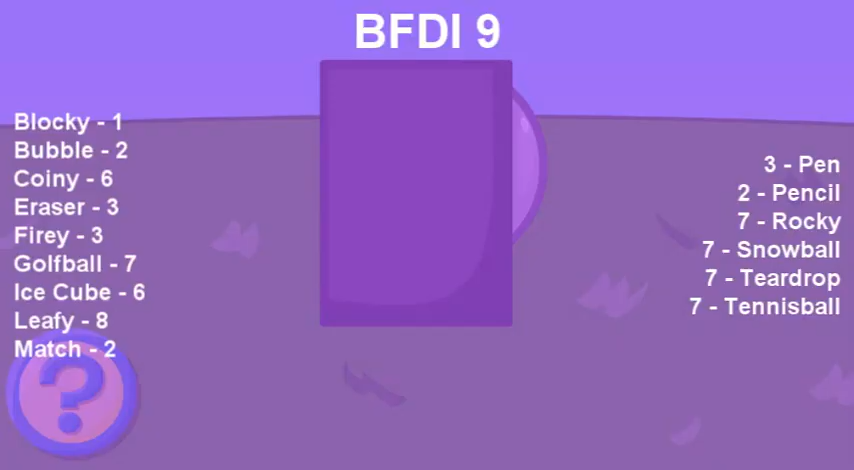 BFDI 9
Blocky - 1
Bubble - 2
Coiny - 6
Eraser - 3
Firey - 3
Golfball - 7
Ice Cube - 6
Leafy - 8
Match - 2
?
3 - Pen
2 - Pencil
7 - Rocky
7 - Snowball
7 - Teardrop
7 - Tennisball